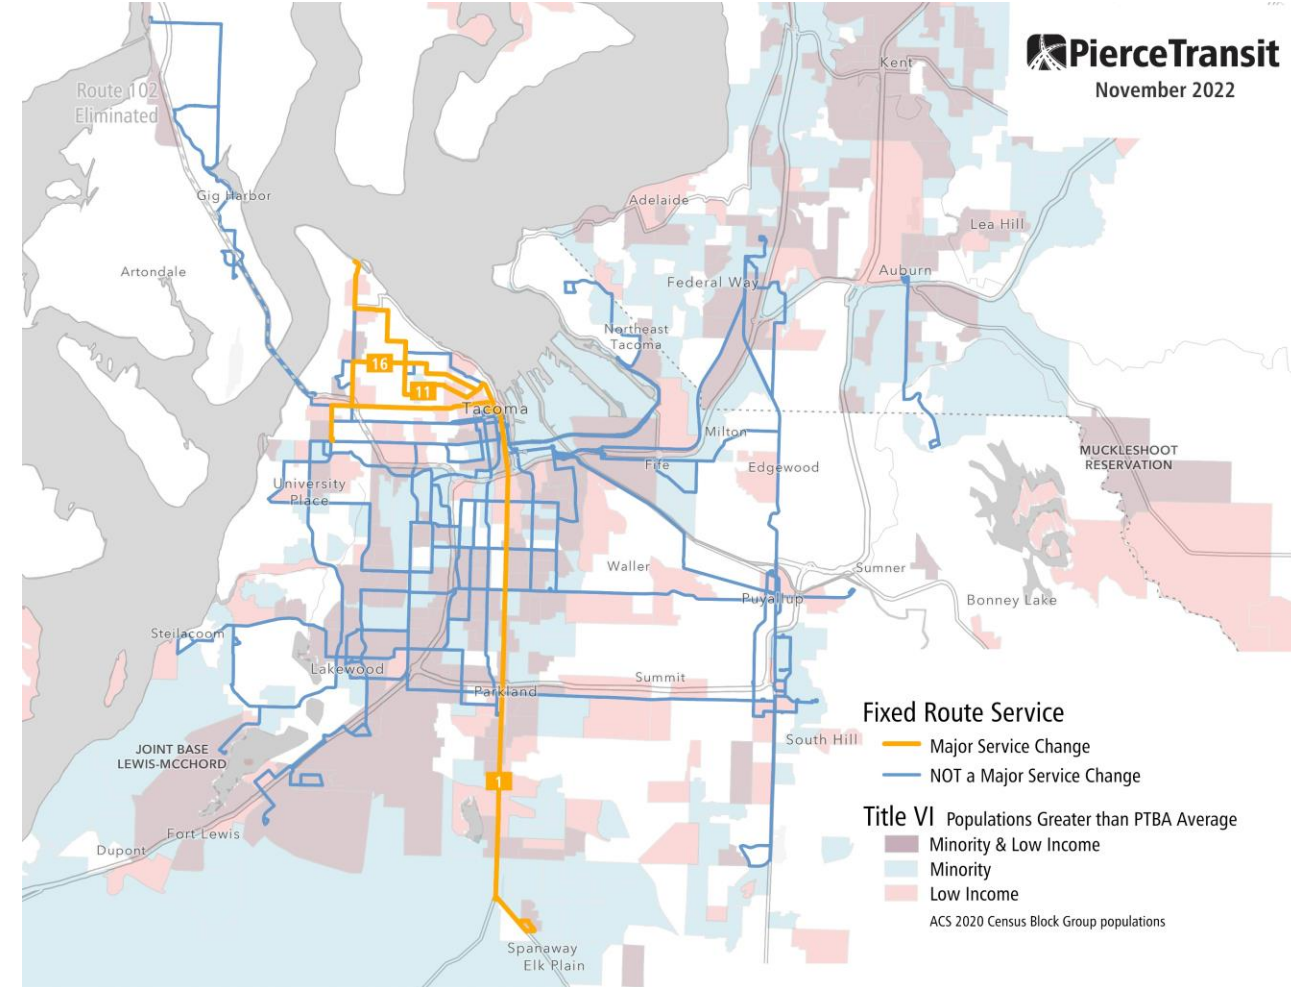 PierceTransit
November 2022
Kent
Route 102
Eliminated
Gig Harbor
Adelaide
Lea Hill
Artondale
Auburn
Federal Way
Northeast
Tacoma
16
11
Tacoma
Milton
MUCKLESHOOT
RESERVATION
Fife
Edgewood
University
Place
Waller
Sumner
Puyallup
Bonney Lake
Steilacoom
Lakewood
Summit
Parkland
Fixed Route Service
South Hill
Major Service Change
JOINT BASE
LEWIS-MCCHORD
NOT a Major Service Change
1
Title VI Populations Greater than PTBA Average
Fort Lewis
Minority & Low Income
Dupont
Minority
Low Income
ACS 2020 Census Block Group populations
Spanaway
Elk Plain